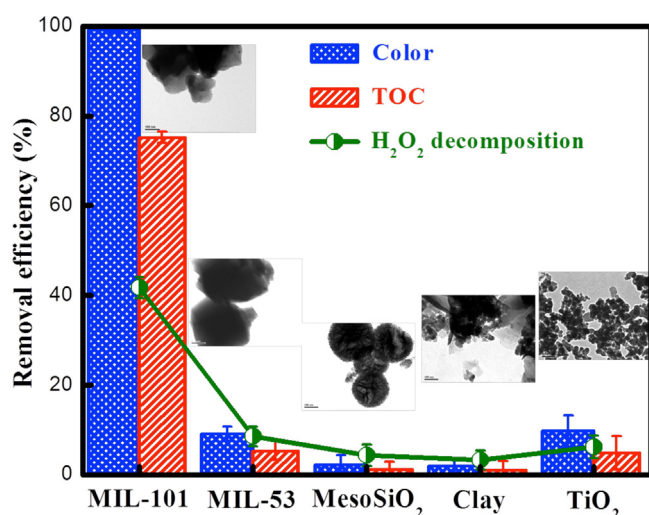 100
80
60
40
20
0
Removal efficiency (%)
Color
TOC
H₂O₂ decomposition
MIL-101 MIL-53 MesoSiO₂ Clay TiO₂